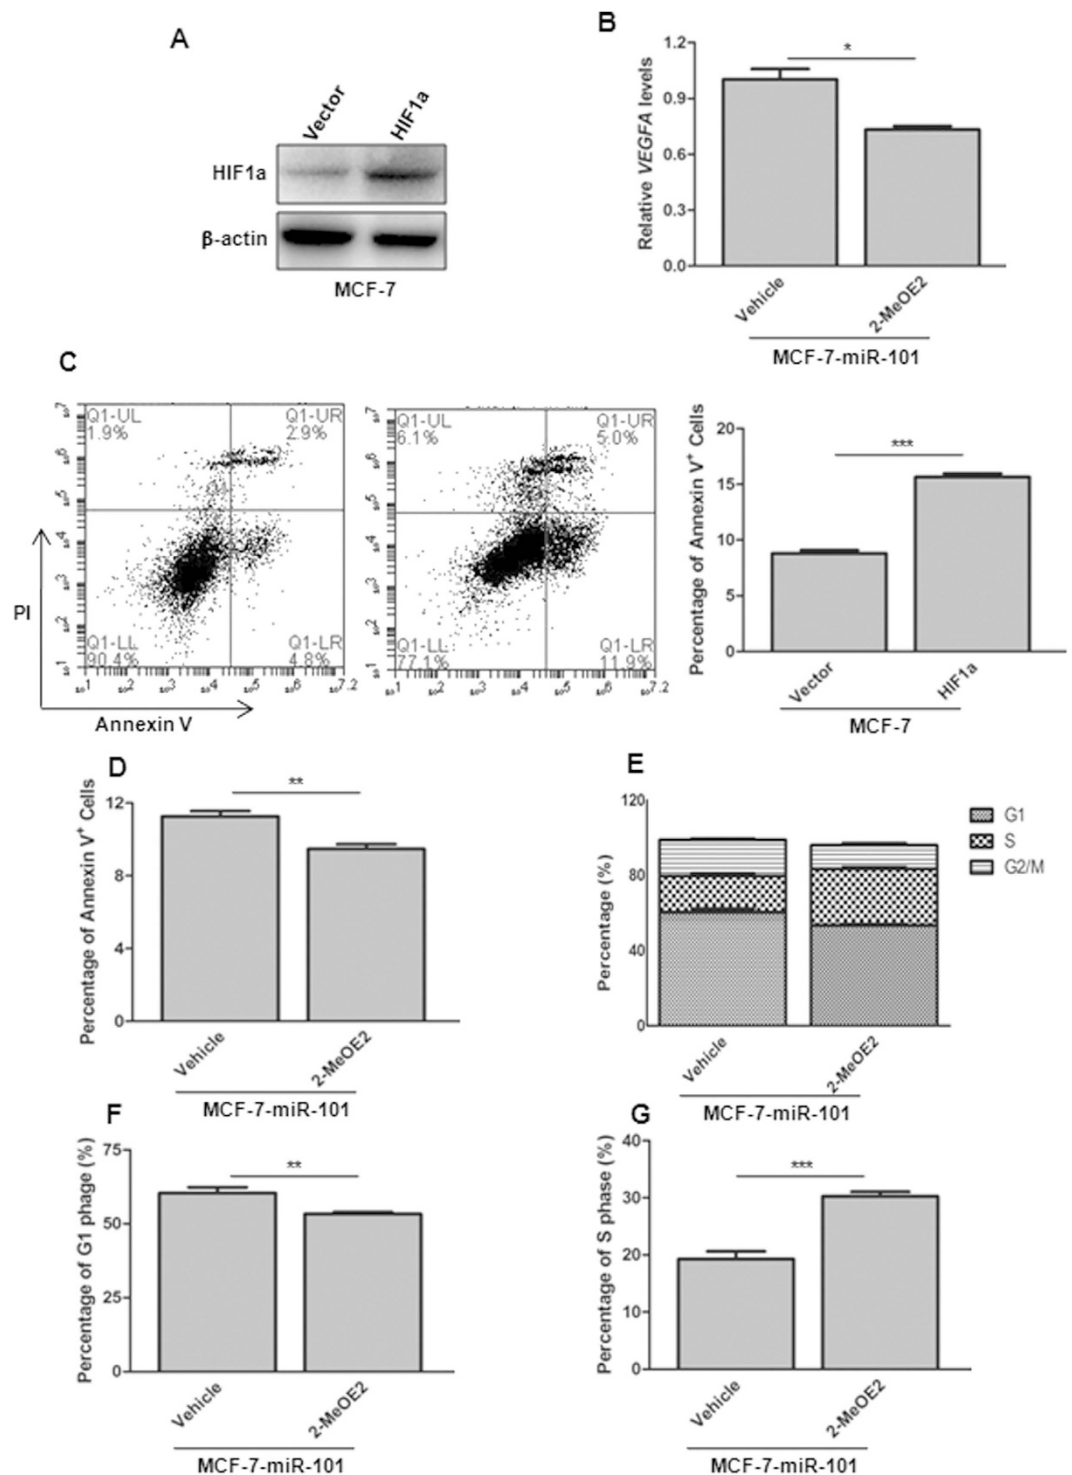 A
Vector
HIF1a
HIF1a
β-actin
MCF-7
B
Relative VEGFA levels
1.2
0.9
0.6
0.3
0.0
*
Vehicle
2-MeOE2
MCF-7-miR-101
C
Q1-UL
1.9%
Q1-UR
2.9%
Q1-LL
90.4%
Q1-LR
4.8%
PI
Annexin V
Q1-UL
6.1%
Q1-UR
5.0%
Q1-LL
77.1%
Q1-LR
11.9%
Percentage of Annexin V+ Cells
20
15
10
5
0
***
Vector
HIF1a
MCF-7
D
Percentage of Annexin V+ Cells
12
8
4
0
**
Vehicle
2-MeOE2
MCF-7-miR-101
E
Percentage (%)
120
80
40
0
G1
S
G2/M
Vehicle
2-MeOE2
MCF-7-miR-101
F
Percentage of G1 phage (%)
75
50
25
0
**
Vehicle
2-MeOE2
MCF-7-miR-101
G
Percentage of S phase (%)
40
30
20
10
0
***
Vehicle
2-MeOE2
MCF-7-miR-101